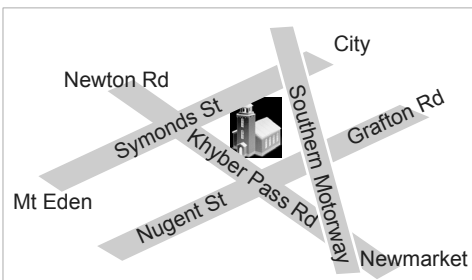 City
Newton Rd
Symonds St
Southern Motorway
Grafton Rd
Khyber Pass Rd
Mt Eden
Nugent St
Newmarket